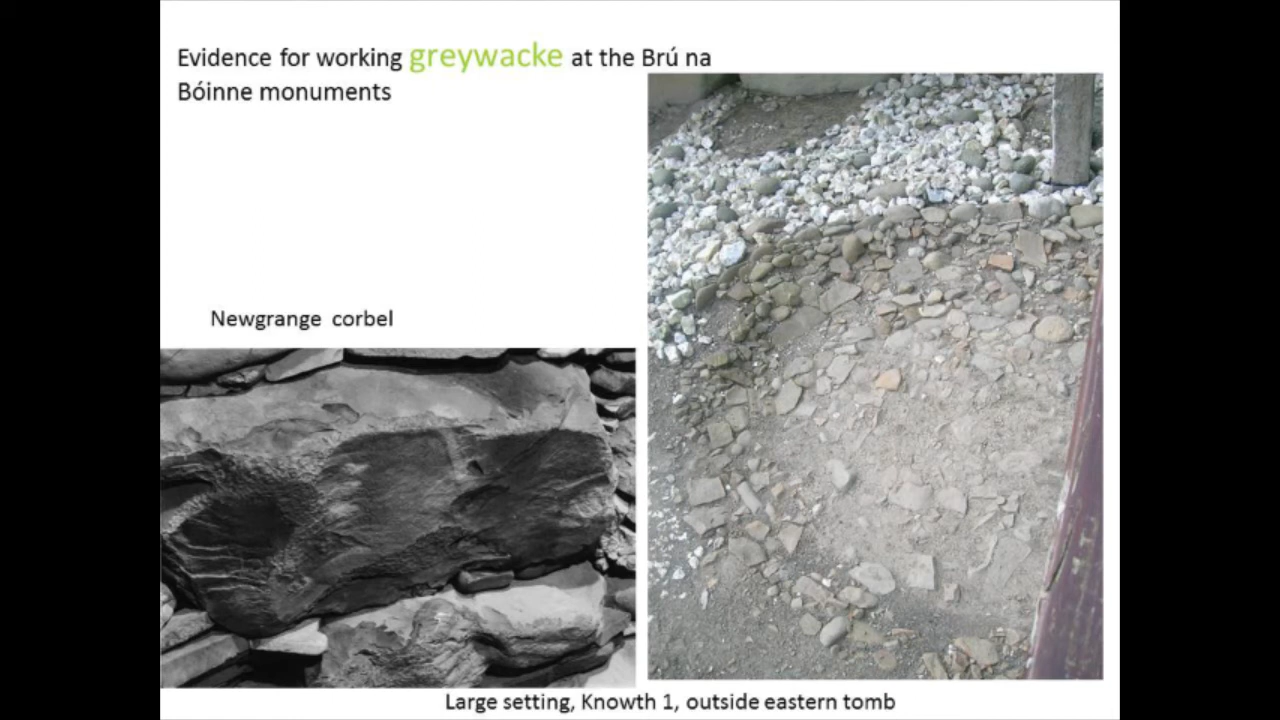 Evidence for working greywacke at the Brú na
Bóinne monuments
Newgrange corbel
Large setting, Knowth 1, outside eastern tomb